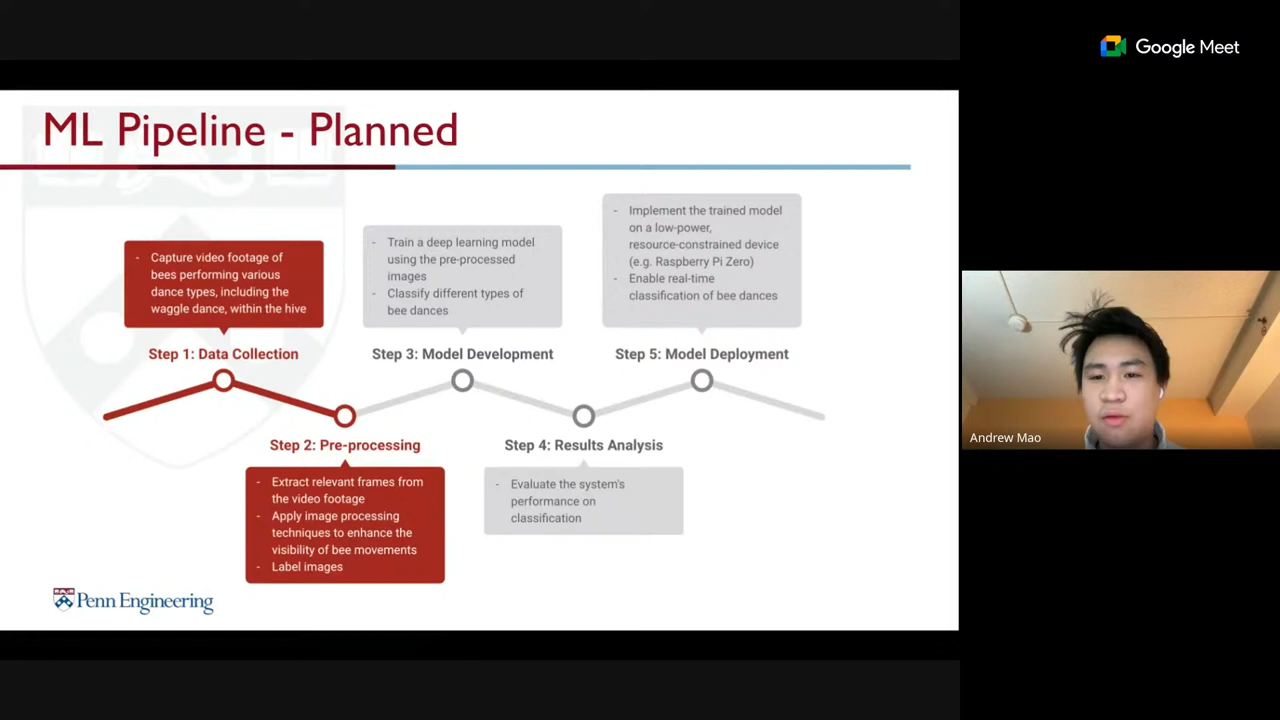 Google Meet
ML Pipeline - Planned
- Capture video footage of
bees performing various
dance types, including the
waggle dance, within the hive
Step 1: Data Collection
Step 2: Pre-processing
- Extract relevant frames from
the video footage
- Apply image processing
techniques to enhance the
visibility of bee movements
- Label images
- Train a deep learning model
using the pre-processed
images
- Classify different types of
bee dances
Step 3: Model Development
Step 4: Results Analysis
- Evaluate the system's
performance on
classification
- Implement the trained model
on a low-power,
resource-constrained device
(e.g. Raspberry Pi Zero)
- Enable real-time
classification of bee dances
Step 5: Model Deployment
Penn Engineering
Andrew Mao